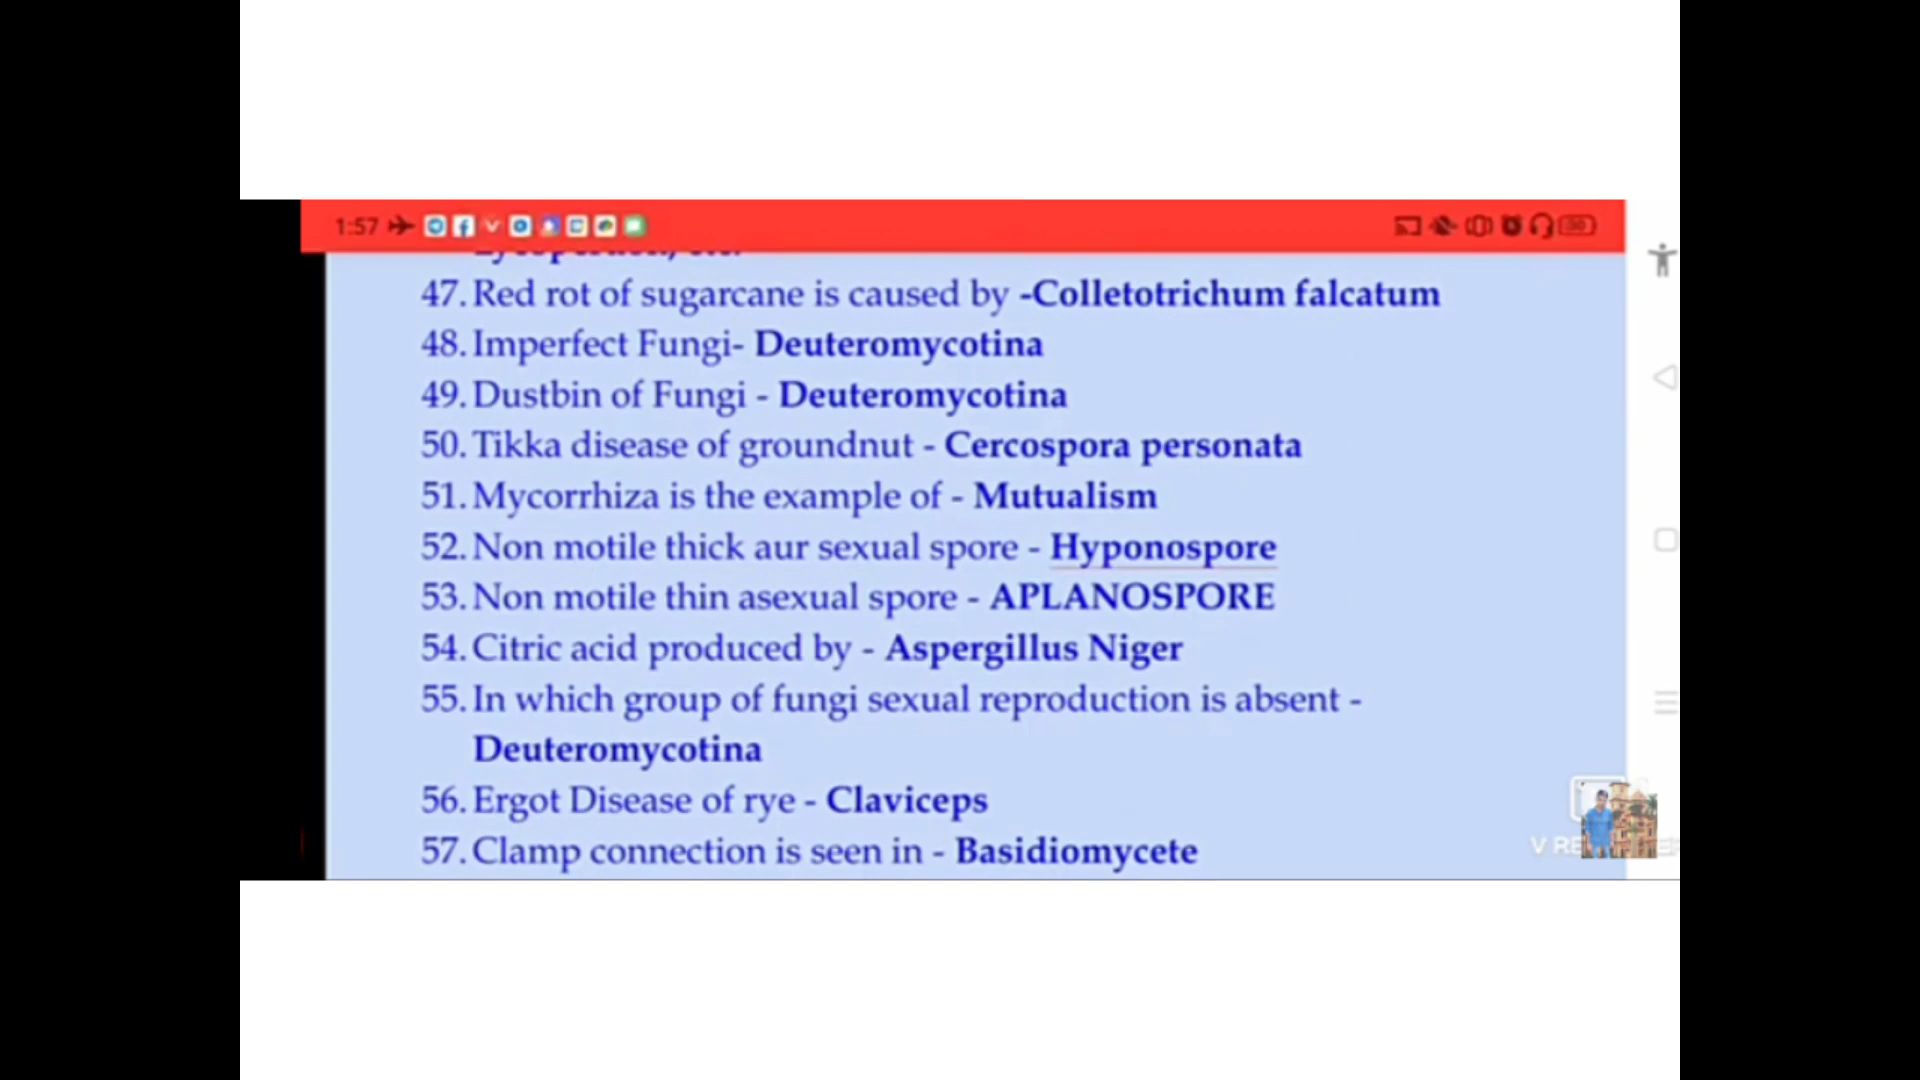 1:57
47. Red rot of sugarcane is caused by -Colletotrichum falcatum
48. Imperfect Fungi- Deuteromycotina
49. Dustbin of Fungi - Deuteromycotina
50. Tikka disease of groundnut - Cercospora personata
51. Mycorrhiza is the example of - Mutualism
52. Non motile thick aur sexual spore - Hyponospore
53. Non motile thin asexual spore - APLANOSPORE
54. Citric acid produced by - Aspergillus Niger
55. In which group of fungi sexual reproduction is absent -
Deuteromycotina
56. Ergot Disease of rye - Claviceps
57. Clamp connection is seen in - Basidiomycete